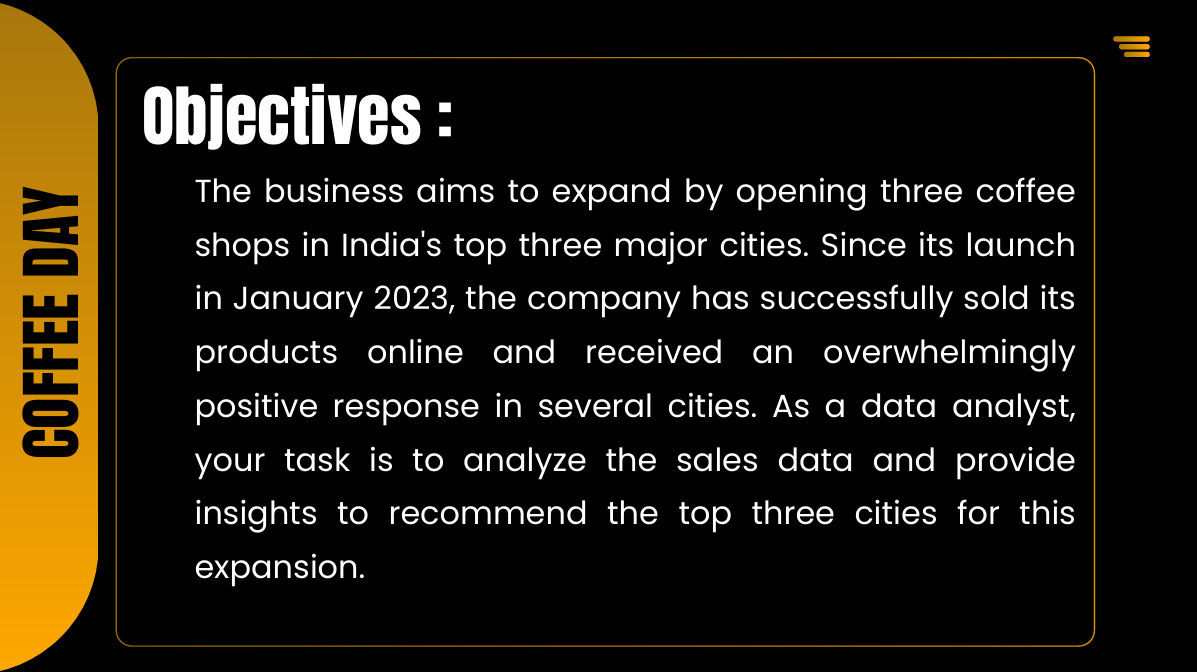 COFFEE DAY
Objectives :
The business aims to expand by opening three coffee
shops in India's top three major cities. Since its launch
in January 2023, the company has successfully sold its
products online and received an overwhelmingly
positive response in several cities. As a data analyst,
your task is to analyze the sales data and provide
insights to recommend the top three cities for this
expansion.